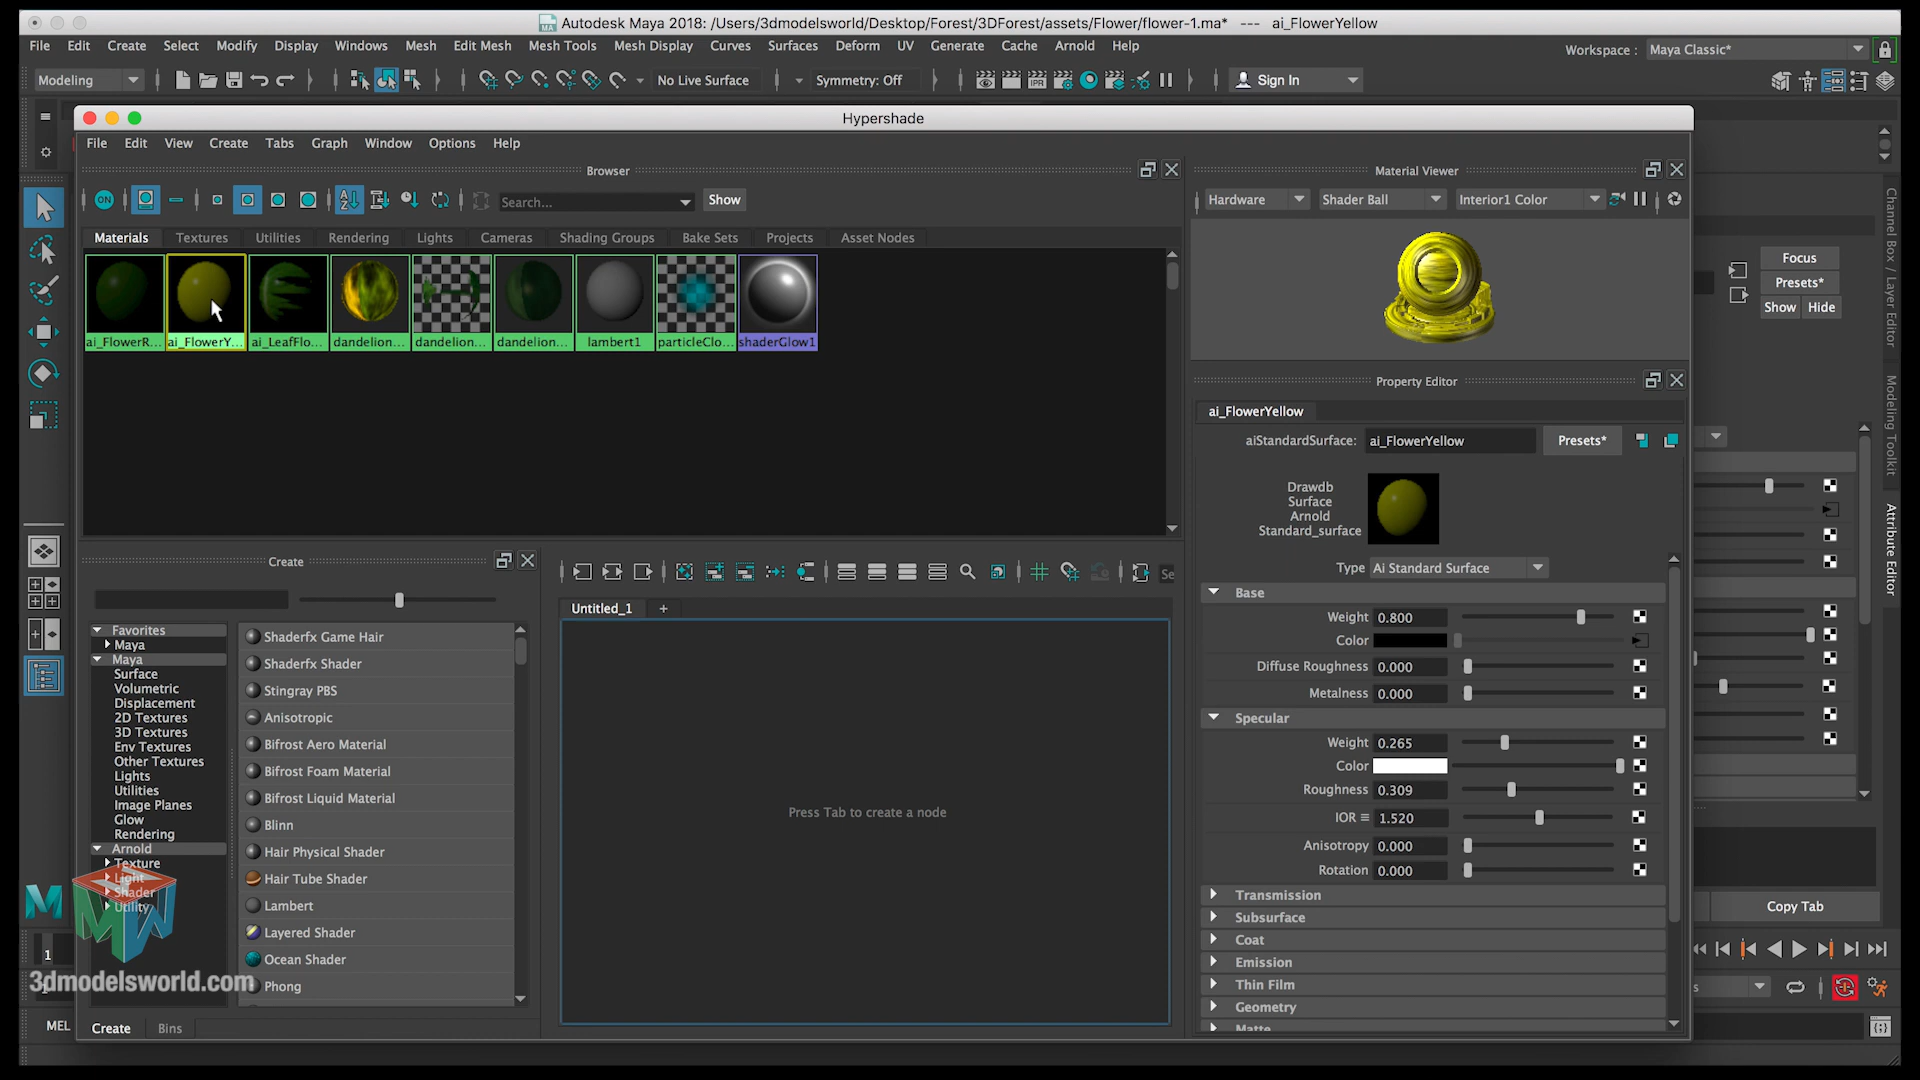 Autodesk Maya 2018: /Users/3dmodelsworld/Desktop/Forest/3DForest/assets/Flower/flower-1.ma* --- ai_FlowerYellow
File Edit Create Select Modify Display Windows Mesh Edit Mesh Mesh Tools Mesh Display Curves Surfaces Deform UV Generate Cache Arnold Help
Workspace : Maya Classic*
Modeling No Live Surface Symmetry: Off Sign In
Hypershade
File Edit View Create Tabs Graph Window Options Help
Browser
ON Search... Show
Materials Textures Utilities Rendering Lights Cameras Shading Groups Bake Sets Projects Asset Nodes
ai_FlowerR... ai_FlowerY... ai_LeafFlo... dandelion... dandelion... dandelion... lambert1 particleClo... shaderGlow1
Material Viewer
Hardware Shader Ball Interior1 Color
Property Editor
ai_FlowerYellow
aiStandardSurface: ai_FlowerYellow Presets*
Drawdb
Surface
Arnold
Standard_surface
Type Ai Standard Surface
Base
Weight 0.800
Color
Diffuse Roughness 0.000
Metalness 0.000
Specular
Weight 0.265
Color
Roughness 0.309
IOR 1.520
Anisotropy 0.000
Rotation 0.000
Transmission
Subsurface
Coat
Emission
Thin Film
Geometry
Matte
Focus
Presets*
Show Hide
Channel Box / Layer Editor
Modeling Toolkit
Attribute Editor
Copy Tab
Create
Favorites
Maya
Maya
Surface
Volumetric
Displacement
2D Textures
3D Textures
Env Textures
Other Textures
Lights
Utilities
Image Planes
Glow
Rendering
Arnold
Texture
Light
Shader
Utility
Shaderfx Game Hair
Shaderfx Shader
Stingray PBS
Anisotropic
Bifrost Aero Material
Bifrost Foam Material
Bifrost Liquid Material
Blinn
Hair Physical Shader
Hair Tube Shader
Lambert
Layered Shader
Ocean Shader
Phong
Create Bins
Untitled_1 +
Press Tab to create a node
1
MEL
3dmodelsworld.com